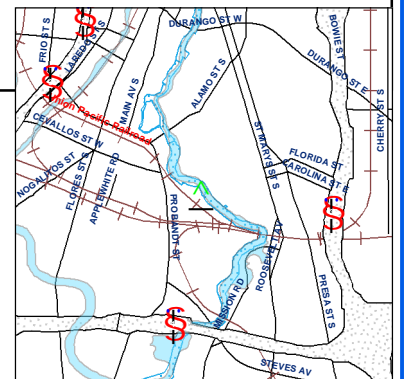 DURANGO ST W
BOWIE ST
FRIO ST S
LAREDO ST S
MAIN AV S
ALAMO ST S
DURANGO ST E
CHERRY ST S
Union Pacific Railroad
CEVALLOS ST W
ST MARYS ST S
FLORIDA ST
CAROLINA ST E
NOGALITOS ST
FLORES ST S
APPLEWHITE RD
PROBANDT ST
ROOSEVELT AV
MISSION RD
PRESA ST S
STEVES AV